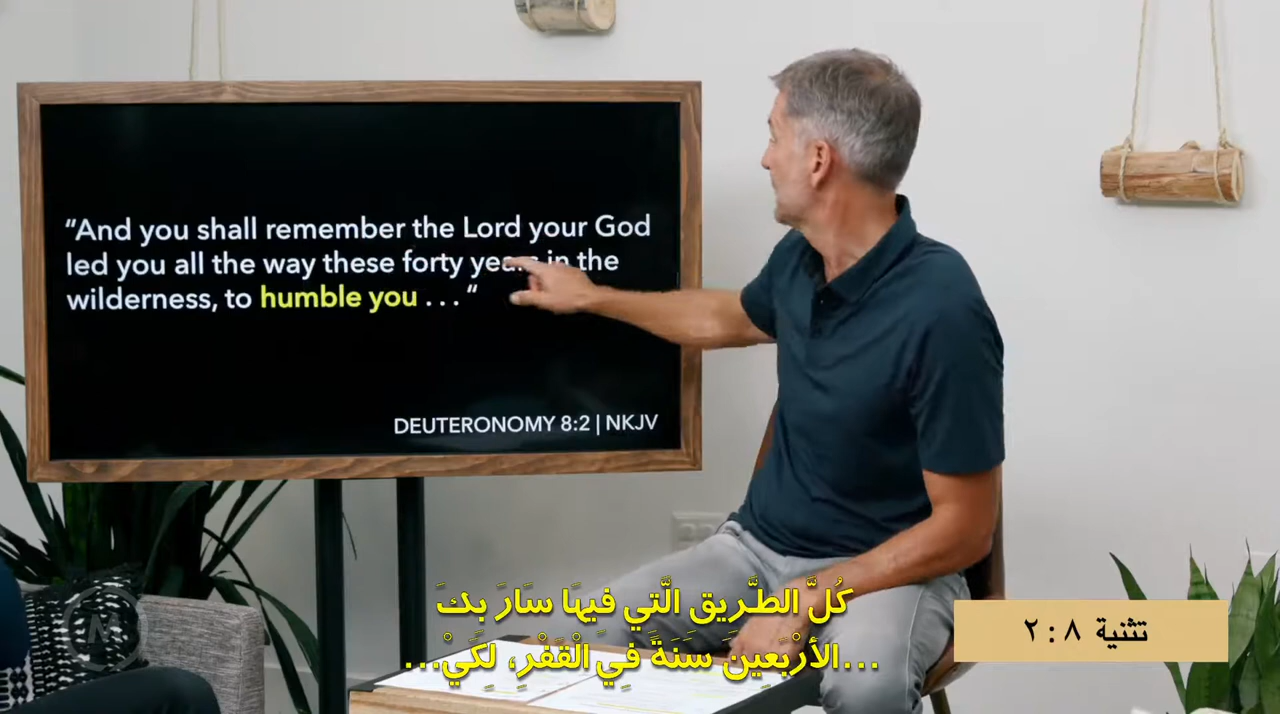 “And you shall remember the Lord your God
led you all the way these forty years in the
wilderness, to humble you . . . “
DEUTERONOMY 8:2 | NKJV
كُلَّ الطَّرِيقِ الَّتِي فِيهَا سَارَ بِكَ
...الأَرْبَعِينَ سَنَةً فِي الْقَفْرِ، لِكَيْ...
تثنية ٨ : ٢